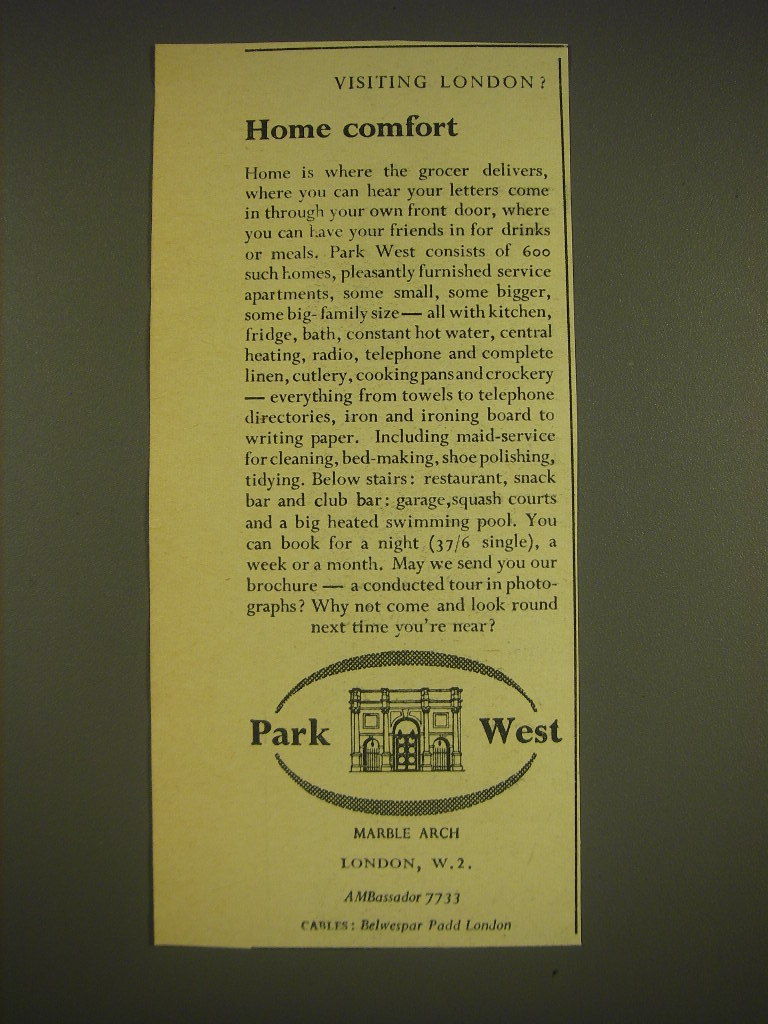 VISITING LONDON?
Home comfort
Home is where the grocer delivers,
where you can hear your letters come
in through your own front door, where
you can have your friends in for drinks
or meals. Park West consists of 600
such homes, pleasantly furnished service
apartments, some small, some bigger,
some big-family size — all with kitchen,
fridge, bath, constant hot water, central
heating, radio, telephone and complete
linen, cutlery, cooking pans and crockery
— everything from towels to telephone
directories, iron and ironing board to
writing paper. Including maid-service
for cleaning, bed-making, shoe polishing,
tidying. Below stairs: restaurant, snack
bar and club bar: garage,squash courts
and a big heated swimming pool. You
can book for a night (37/6 single), a
week or a month. May we send you our
brochure — a conducted tour in photo-
graphs? Why not come and look round
next time you're near?
Park West
MARBLE ARCH
LONDON, W.2.
AMBassador 7733
CABLES: Belwespar Padd London